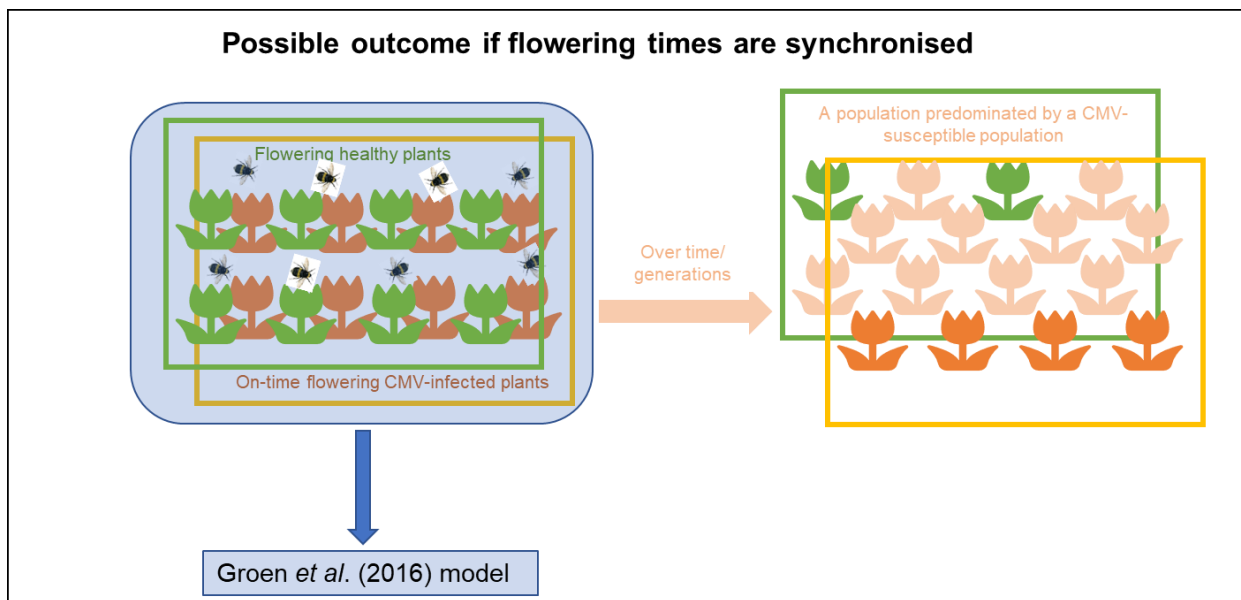 Possible outcome if flowering times are synchronised
Flowering healthy plants
On-time flowering CMV-infected plants
Over time/
generations
A population predominated by a CMV-
susceptible population
Groen et al. (2016) model